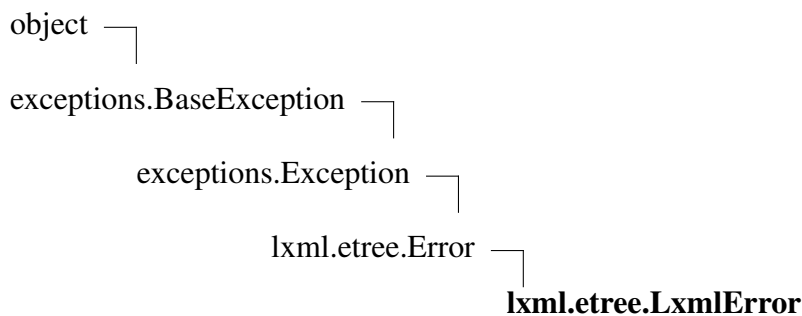 object
exceptions.BaseException
exceptions.Exception
lxml.etree.Error
lxml.etree.LxmlError